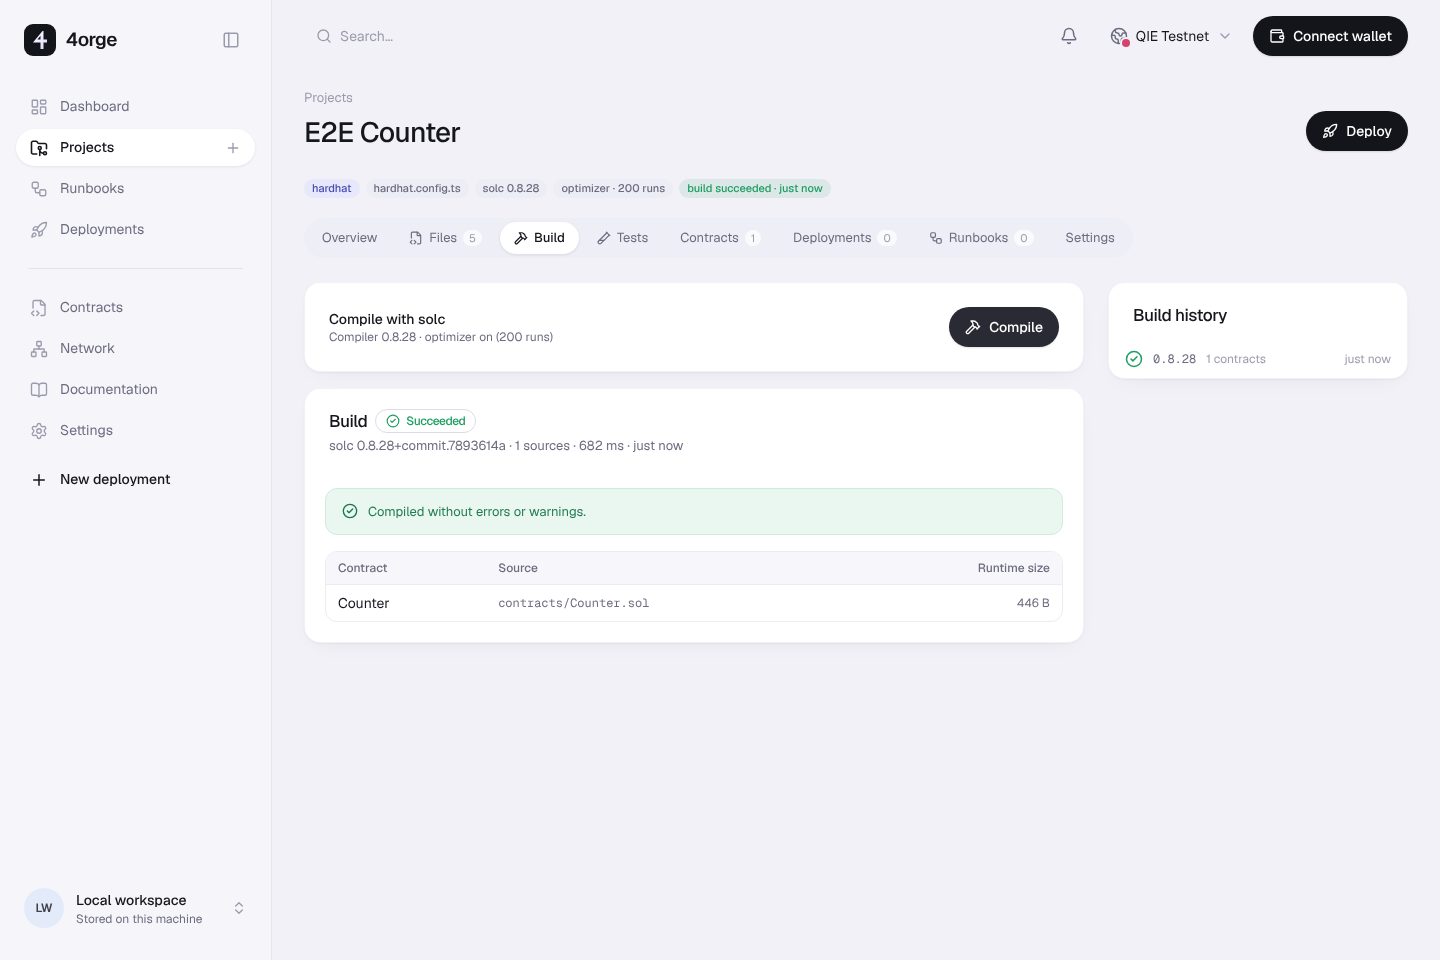 4orge
Dashboard
Projects
Runbooks
Deployments
Contracts
Network
Documentation
Settings
New deployment
LW
Local workspace
Stored on this machine
Search...
QIE Testnet
Connect wallet
Projects
E2E Counter
Deploy
hardhat
hardhat.config.ts
solc 0.8.28
optimizer · 200 runs
build succeeded · just now
Overview
Files 5
Build
Tests
Contracts 1
Deployments 0
Runbooks 0
Settings
Compile with solc
Compiler 0.8.28 · optimizer on (200 runs)
Compile
Build
Succeeded
solc 0.8.28+commit.7893614a · 1 sources · 682 ms · just now
Compiled without errors or warnings.
Contract Source Runtime size
Counter contracts/Counter.sol 446 B
Build history
0.8.28 1 contracts just now